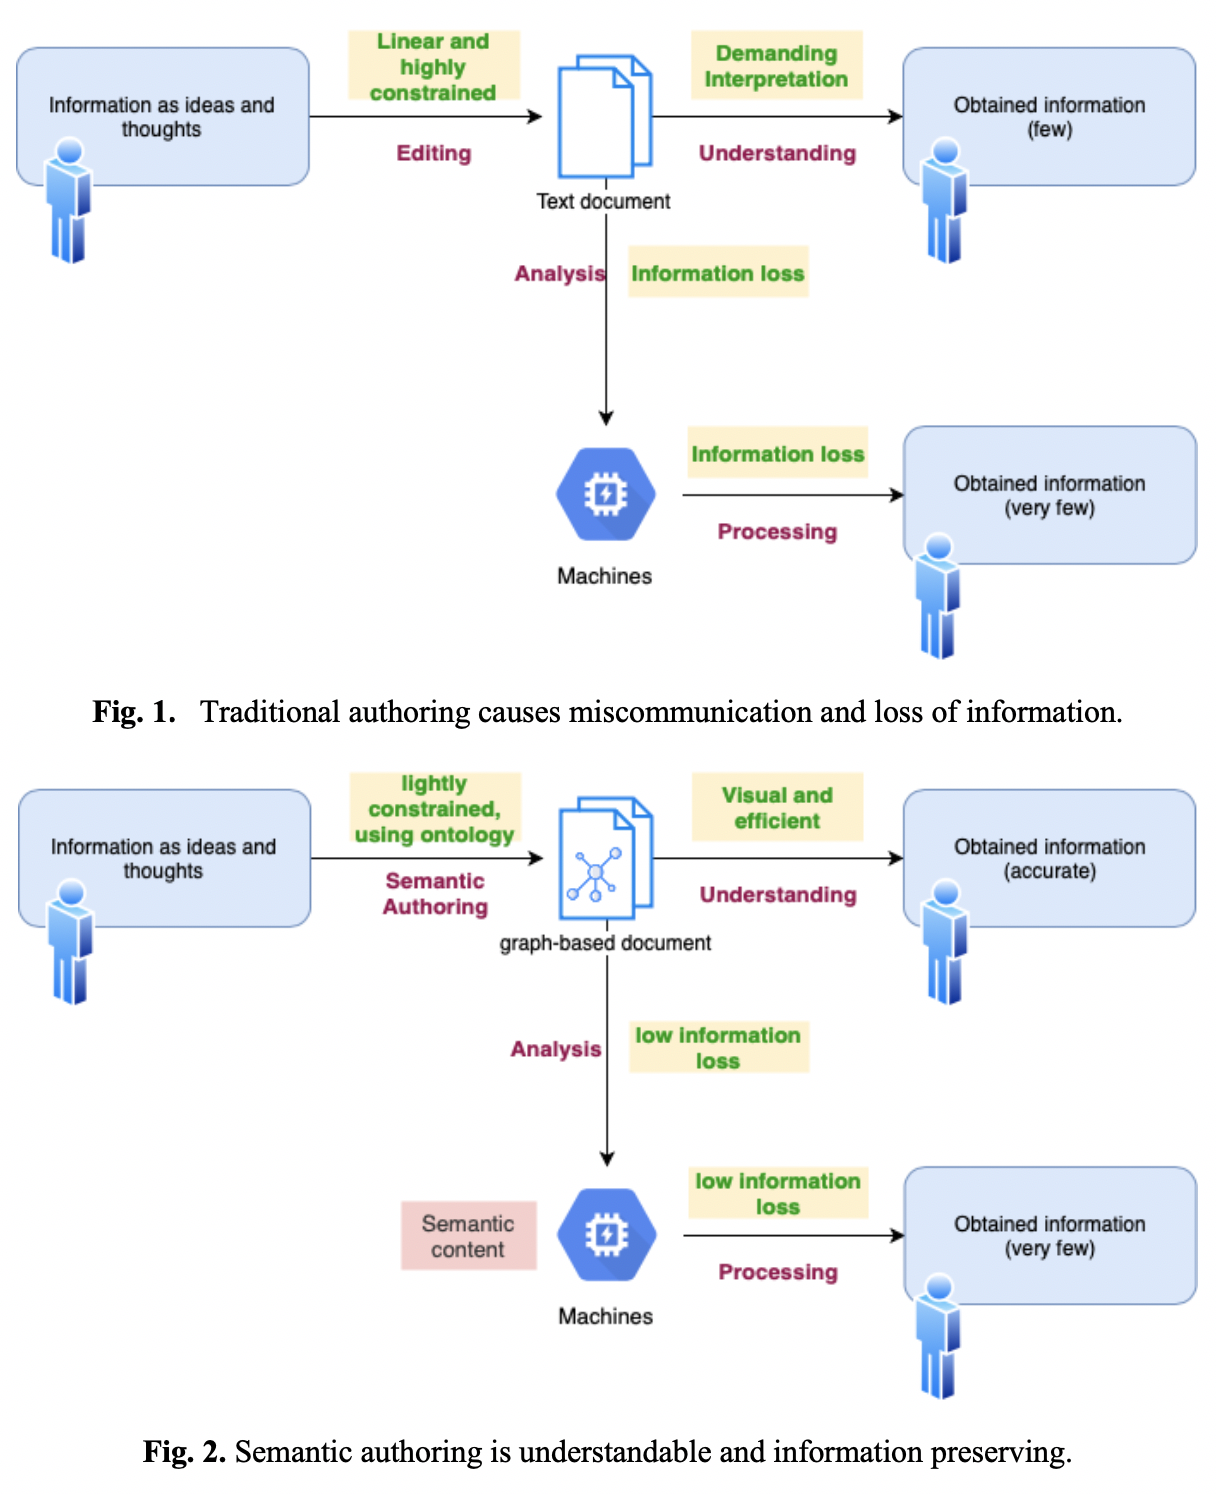 Linear and
highly
constrained
Demanding
Interpretation
Information as ideas and
thoughts
Obtained information
(few)
Editing
Understanding
Text document
Analysis
Information loss
Information loss
Obtained information
(very few)
Processing
Machines
Fig. 1. Traditional authoring causes miscommunication and loss of information.
lightly
constrained,
using ontology
Visual and
efficient
Information as ideas and
thoughts
Obtained information
(accurate)
Semantic
Authoring
Understanding
graph-based document
Analysis
low information
loss
low information
loss
Semantic
content
Obtained information
(very few)
Processing
Machines
Fig. 2. Semantic authoring is understandable and information preserving.